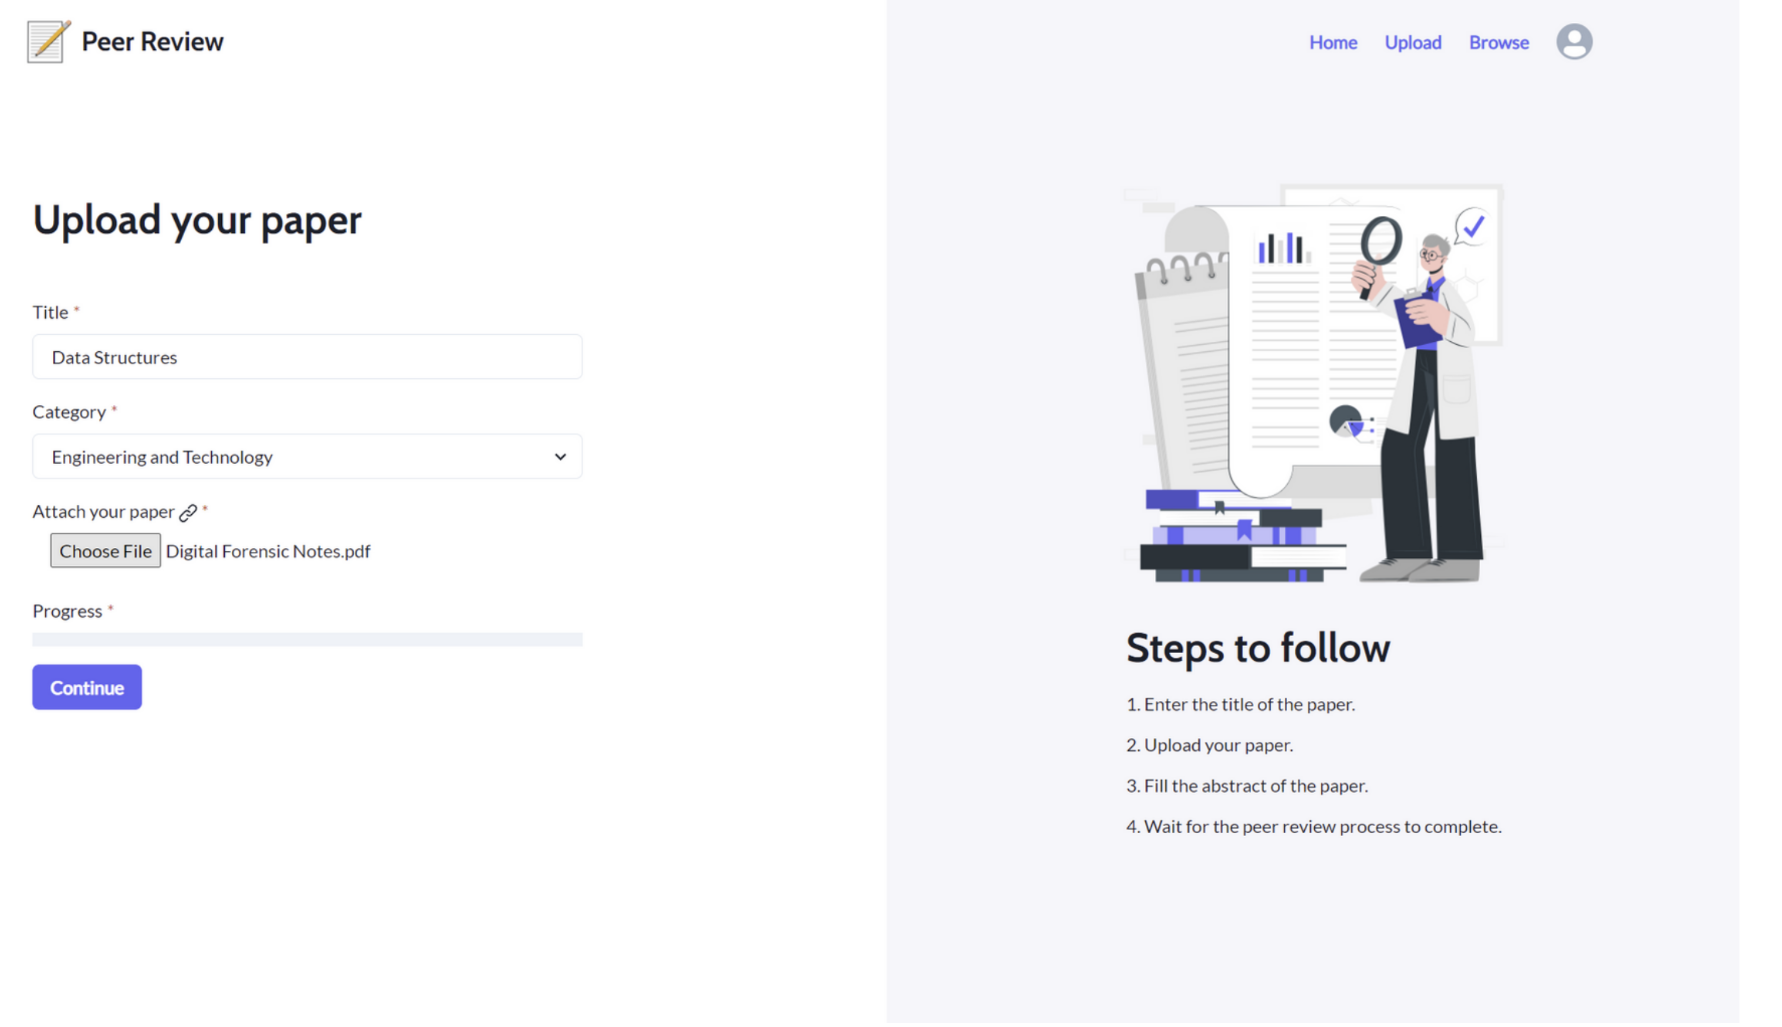 Peer Review
Home Upload Browse
Upload your paper
Title *
Data Structures
Category *
Engineering and Technology
Attach your paper *
Choose File Digital Forensic Notes.pdf
Progress *
Continue
Steps to follow
1. Enter the title of the paper.
2. Upload your paper.
3. Fill the abstract of the paper.
4. Wait for the peer review process to complete.